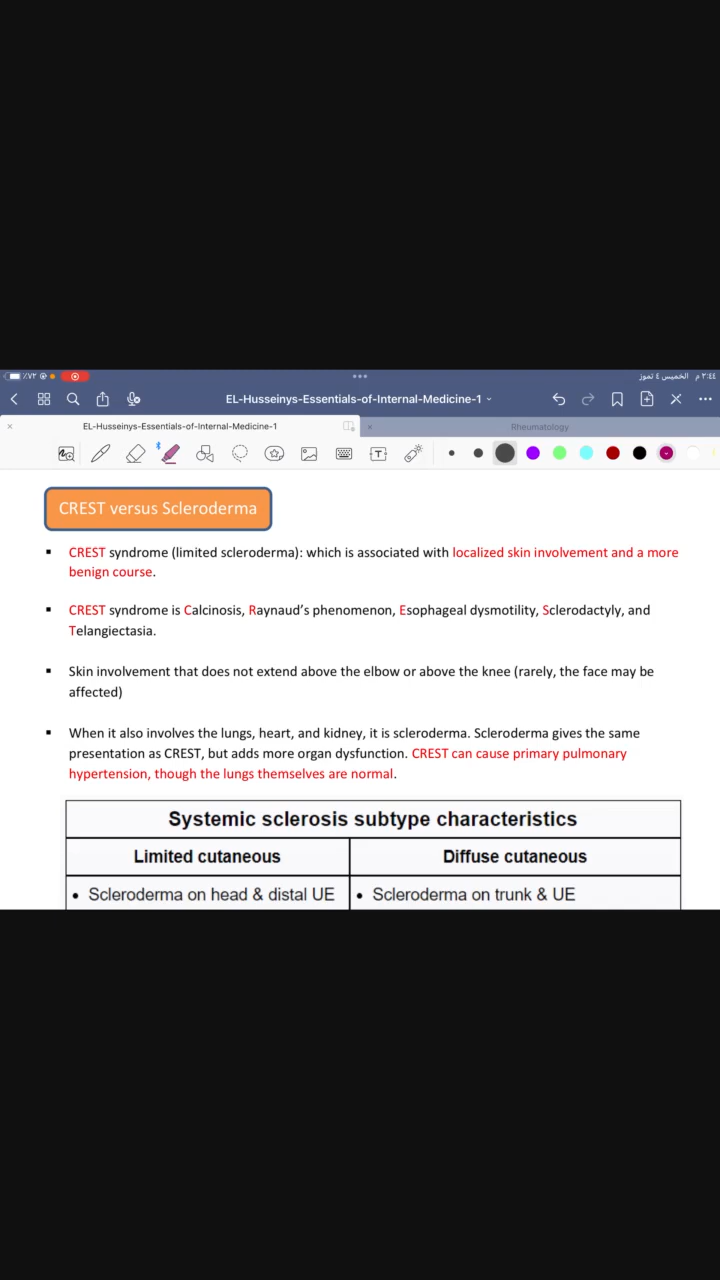 ٪٧٢
•••
٣:٤٤ م الخميس ٤ تموز
EL-Husseinys-Essentials-of-Internal-Medicine-1
EL-Husseinys-Essentials-of-Internal-Medicine-1
Rheumatology
CREST versus Scleroderma
▪ CREST syndrome (limited scleroderma): which is associated with localized skin involvement and a more
benign course.
▪ CREST syndrome is Calcinosis, Raynaud's phenomenon, Esophageal dysmotility, Sclerodactyly, and
Telangiectasia.
▪ Skin involvement that does not extend above the elbow or above the knee (rarely, the face may be
affected)
▪ When it also involves the lungs, heart, and kidney, it is scleroderma. Scleroderma gives the same
presentation as CREST, but adds more organ dysfunction. CREST can cause primary pulmonary
hypertension, though the lungs themselves are normal.
Systemic sclerosis subtype characteristics
Limited cutaneous
Diffuse cutaneous
• Scleroderma on head & distal UE
• Scleroderma on trunk & UE